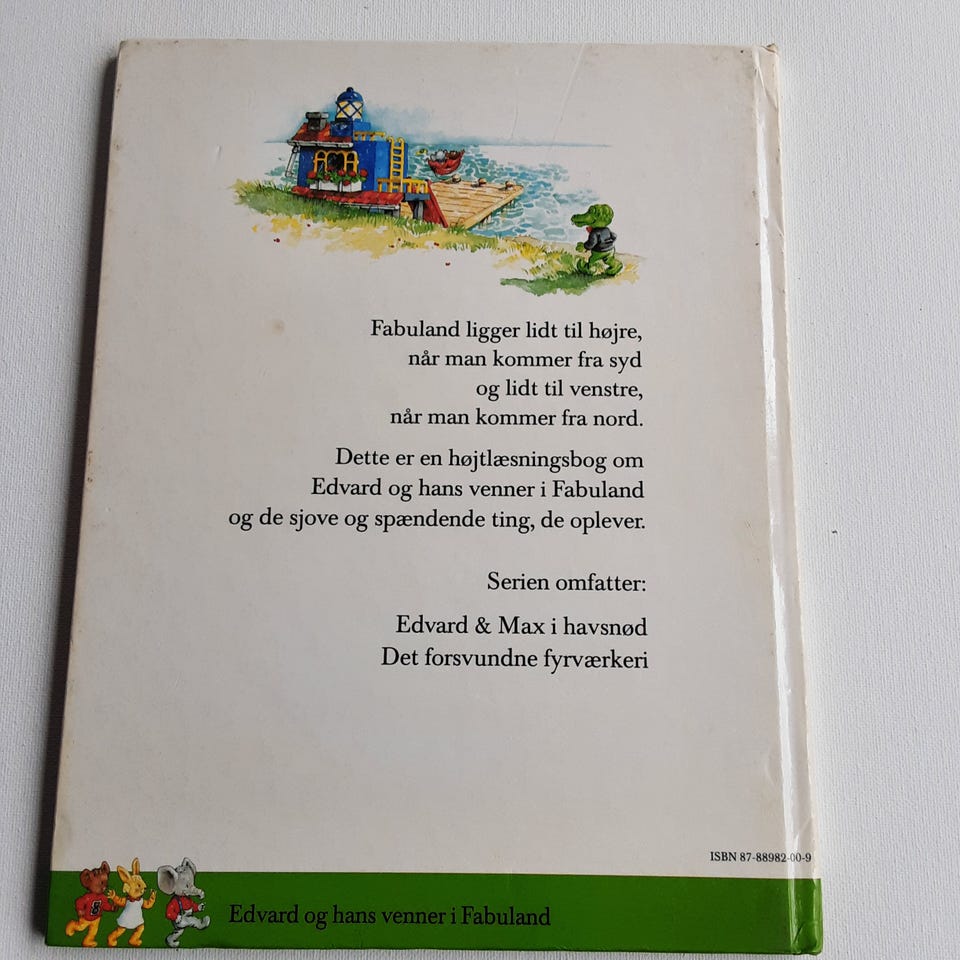 Fabuland ligger lidt til højre,
når man kommer fra syd
og lidt til venstre,
når man kommer fra nord.
Dette er en højtlæsningsbog om
Edvard og hans venner i Fabuland
og de sjove og spændende ting, de oplever.
Serien omfatter:
Edvard & Max i havsnød
Det forsvundne fyrværkeri
ISBN 87-88982-00-9
Edvard og hans venner i Fabuland